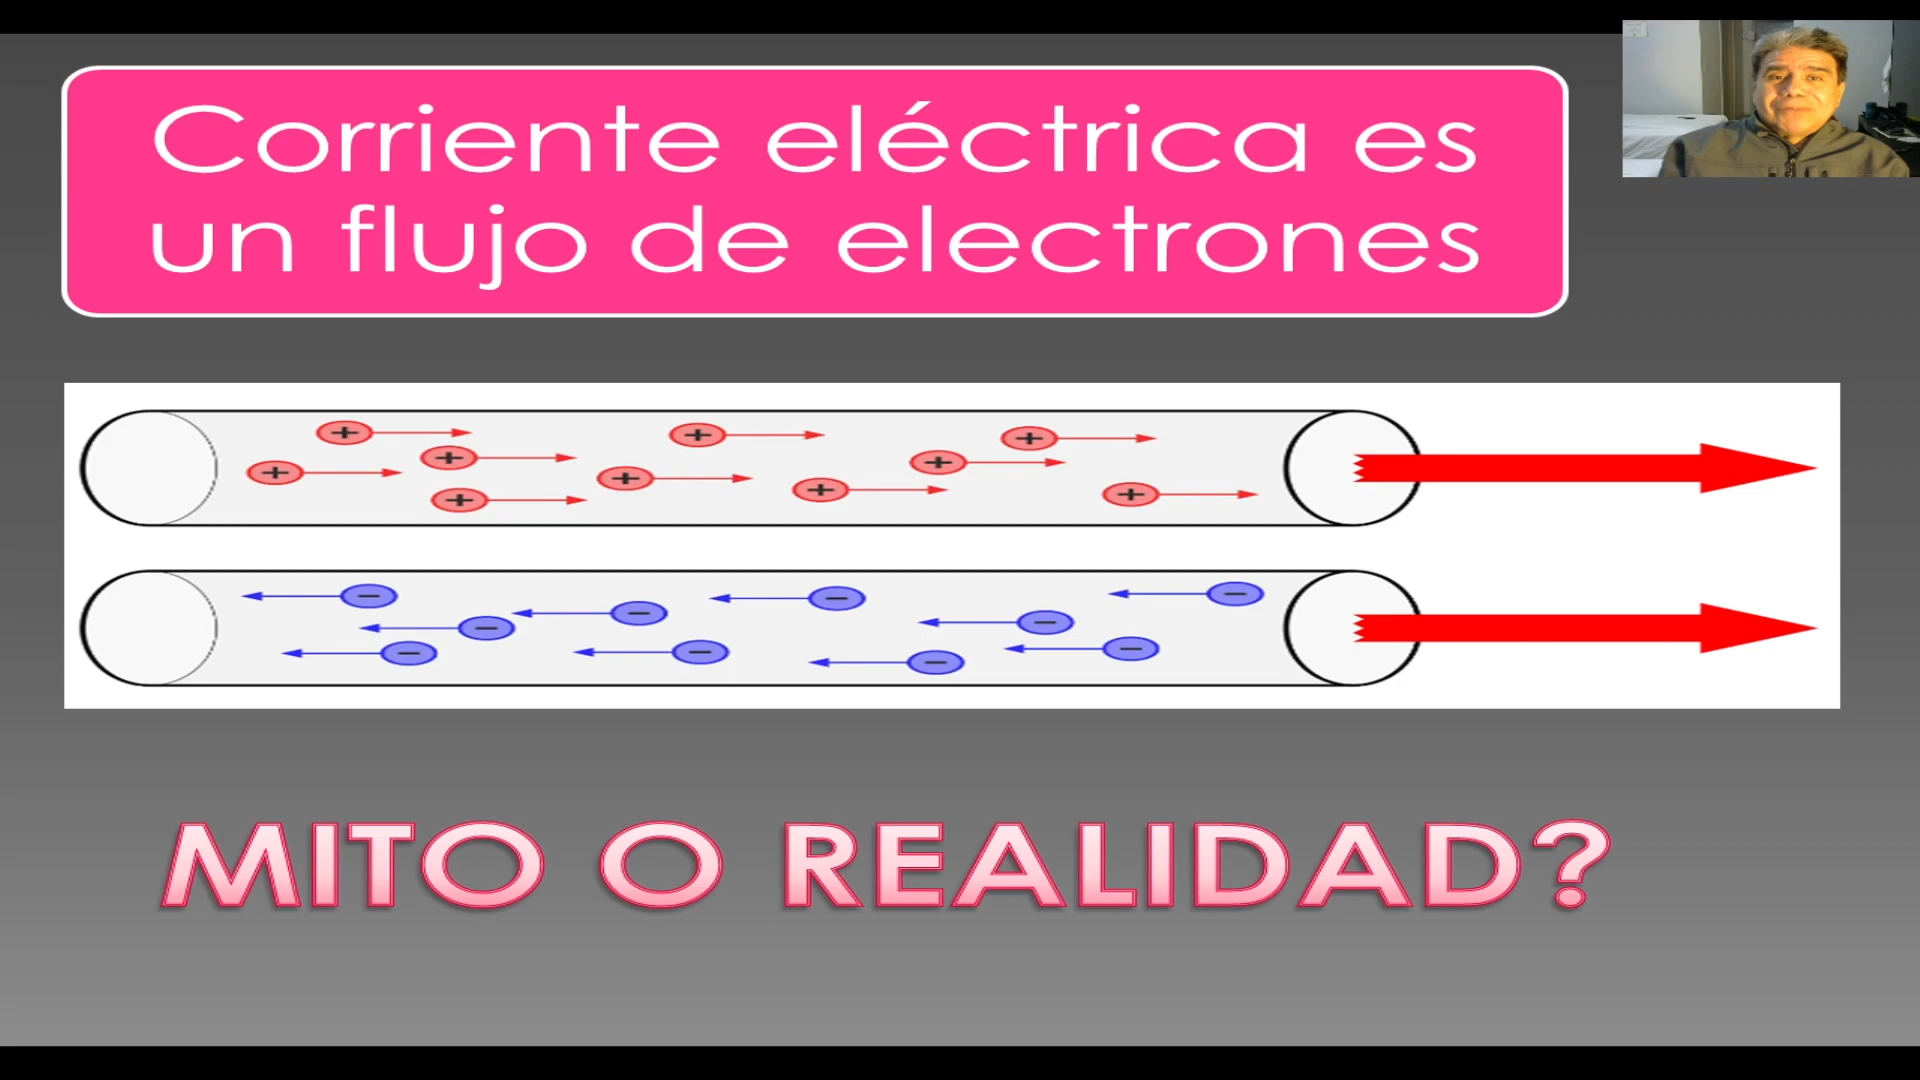 Corriente eléctrica es
un flujo de electrones
+ + + + + + + + + +
− − − − − − − − − − −
MITO O REALIDAD?